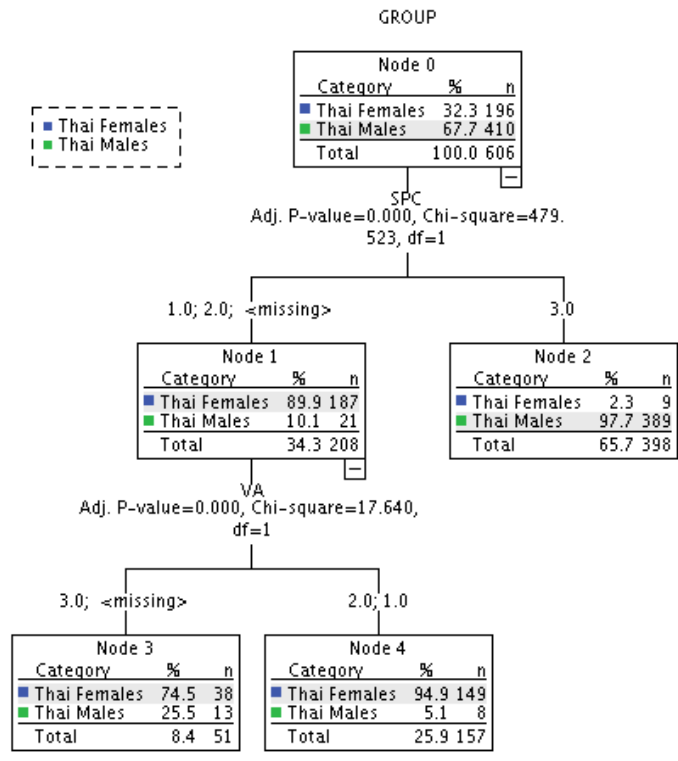 GROUP
Node 0
Category % n
Thai Females 32.3 196
Thai Males 67.7 410
Total 100.0 606
Thai Females
Thai Males
SPC
Adj. P-value=0.000, Chi-square=479.
523, df=1
1.0; 2.0; <missing>
3.0
Node 1
Category % n
Thai Females 89.9 187
Thai Males 10.1 21
Total 34.3 208
Node 2
Category % n
Thai Females 2.3 9
Thai Males 97.7 389
Total 65.7 398
VA
Adj. P-value=0.000, Chi-square=17.640,
df=1
3.0; <missing>
2.0; 1.0
Node 3
Category % n
Thai Females 74.5 38
Thai Males 25.5 13
Total 8.4 51
Node 4
Category % n
Thai Females 94.9 149
Thai Males 5.1 8
Total 25.9 157